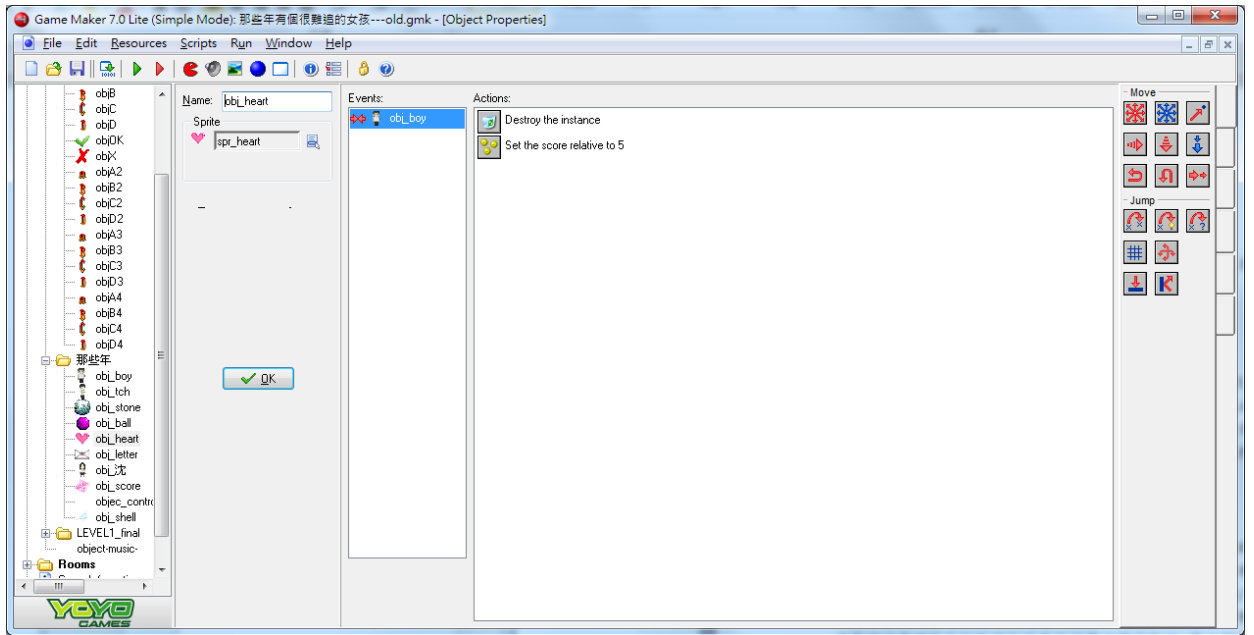 Game Maker 7.0 Lite (Simple Mode): 那些年有個很難追的女孩---old.gmk - [Object Properties]
File Edit Resources Scripts Run Window Help
objB
objC
objD
objOK
objX
objA2
objB2
objC2
objD2
objA3
objB3
objC3
objD3
objA4
objB4
objC4
objD4
那些年
obj_boy
obj_tch
obj_stone
obj_ball
obj_heart
obj_letter
obj_沈
obj_score
objec_contro
obj_shell
LEVEL1_final
object-music-
Rooms
YOYO
GAMES
Name: obj_heart
Sprite
spr_heart
OK
Events:
obj_boy
Actions:
Destroy the instance
Set the score relative to 5
Move
Jump